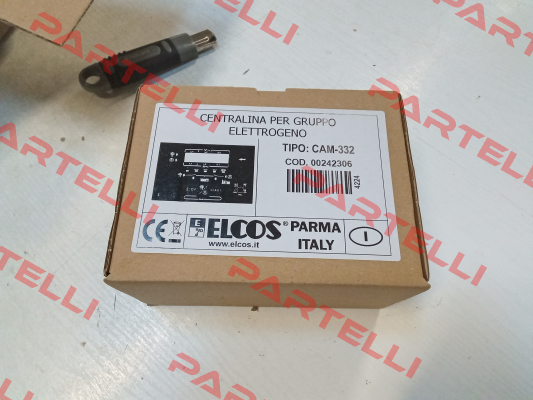 CENTRALINA PER GRUPPO
ELETTROGENO
TIPO: CAM-332
COD. 00242306
4224
CE
E
ELCOS® PARMA
www.elcos.it
ITALY
I
PARTELLI
PARTELLI
PARTELLI
PARTELLI
PARTELLI